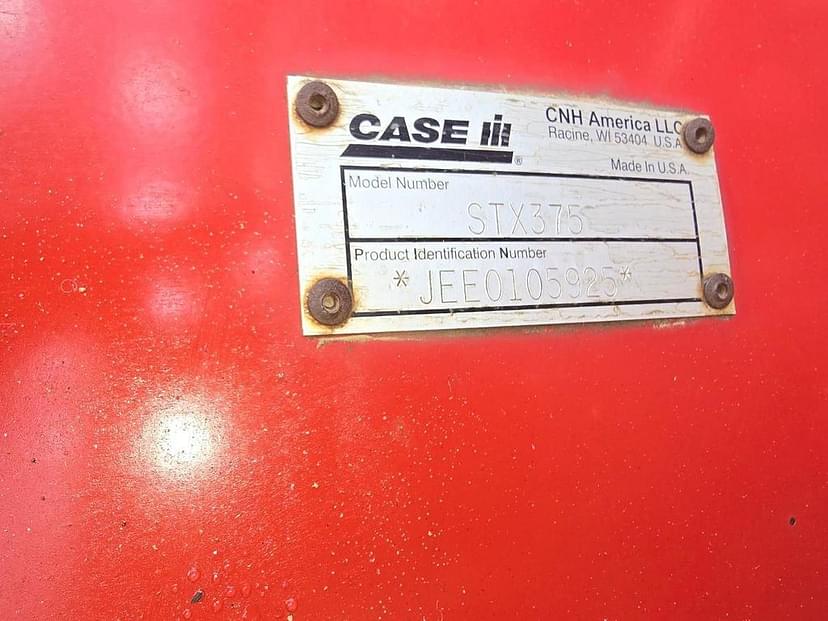 CASE IH ®
CNH America LLC
Racine, WI 53404 U.S.A.
Made In U.S.A.
Model Number
STX375
Product Identification Number
*JEE0105925*